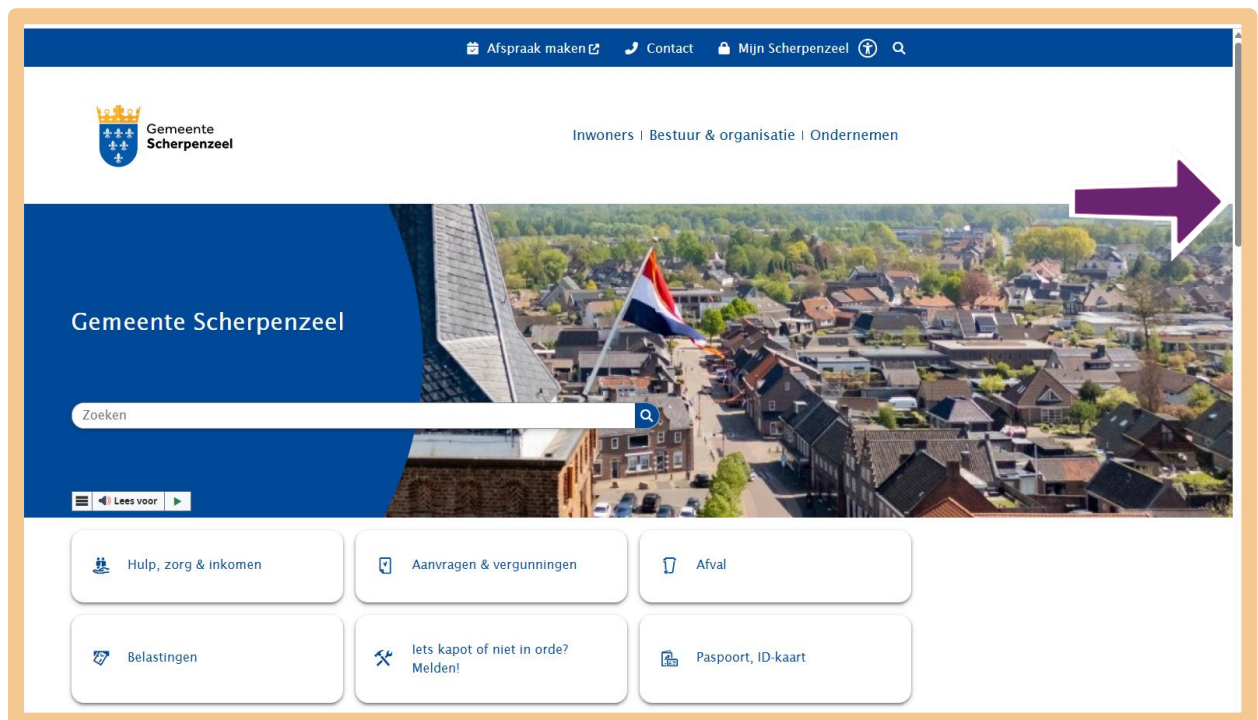 Afspraak maken
Contact
Mijn Scherpenzeel
Gemeente
Scherpenzeel
Inwoners | Bestuur & organisatie | Ondernemen
Gemeente Scherpenzeel
Zoeken
Lees voor
Hulp, zorg & inkomen
Aanvragen & vergunningen
Afval
Belastingen
Iets kapot of niet in orde?
Melden!
Paspoort, ID-kaart